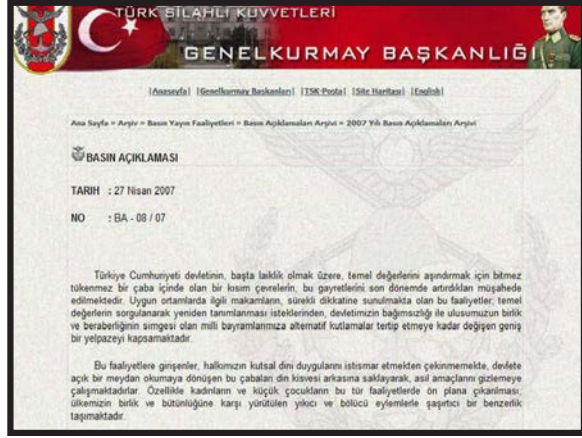 TÜRK SİLAHLI KUVVETLERİ
GENELKURMAY BAŞKANLIĞI
|Anasayfa| |Genelkurmay Baskanları| |TSK-Posta| |Site Haritası| |English|
Ana Sayfa » Arşiv » Basın Yayın Faaliyetleri » Basın Açıklamaları Arşivi » 2007 Yılı Basın Açıklamaları Arşivi
BASIN AÇIKLAMASI
TARIH : 27 Nisan 2007
NO : BA - 08 / 07
Türkiye Cumhuriyeti devletinin, başta laiklik olmak üzere, temel değerlerini aşındırmak için bitmez
tükenmez bir çaba içinde olan bir kısım çevrelerin, bu gayretlerini son dönemde artırdıkları müşahede
edilmektedir. Uygun ortamlarda ilgili makamların, sürekli dikkatine sunulmakta olan bu faaliyetler; temel
değerlerin sorgulanarak yeniden tanımlanması isteklerinden, devletimizin bağımsızlığı ile ulusumuzun birlik
ve beraberliğinin simgesi olan milli bayramlarımıza alternatif kutlamalar tertip etmeye kadar değişen geniş
bir yelpazeyi kapsamaktadır.
Bu faaliyetlere girişenler, halkımızın kutsal dini duygularını istismar etmekten çekinmemekte, devlete
açık bir meydan okumaya dönüşen bu çabaları din kisvesi arkasına saklayarak, asıl amaçlarını gizlemeye
çalışmaktadırlar. Özellikle kadınların ve küçük çocukların bu tür faaliyetlerde ön plana çıkarılması,
ülkemizin birlik ve bütünlüğüne karşı yürütülen yıkıcı ve bölücü eylemlerle şaşırtıcı bir benzerlik
taşımaktadır.